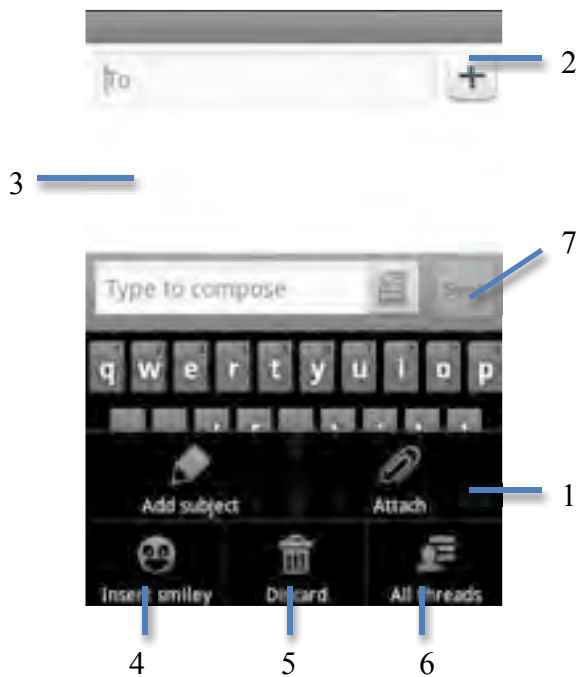 2
To
3
7
Type to compose
q w e r t y u i o p
Add subject Attach
1
Insert smiley Discard All threads
4 5 6